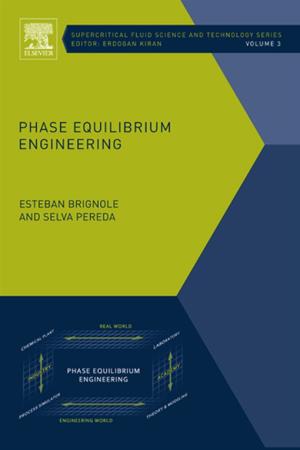 ELSEVIER
SUPERCRITICAL FLUID SCIENCE AND TECHNOLOGY SERIES
EDITOR: ERDOGAN KIRAN
VOLUME 3
PHASE EQUILIBRIUM
ENGINEERING
ESTEBAN BRIGNOLE
AND SELVA PEREDA
REAL WORLD
CHEMICAL PLANT
LABORATORY
INDUSTRY
PHASE EQUILIBRIUM
ENGINEERING
ACADEMY
PROCESS SIMULATOR
THEORY & MODELING
ENGINEERING WORLD